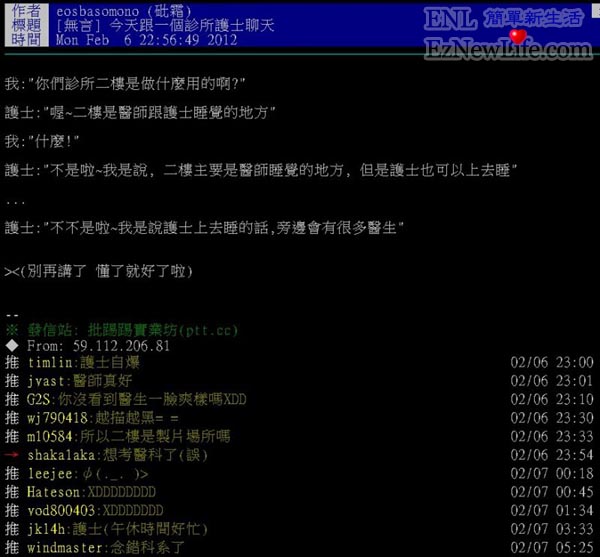 作者 eosbasomono (砒霜)
標題 [無言] 今天跟一個診所護士聊天
時間 Mon Feb  6 22:56:49 2012
ENL 簡單新生活
EzNewLife.com
我:"你們診所二樓是做什麼用的啊?"
護士:"喔~二樓是醫師跟護士睡覺的地方"
我:"什麼!"
護士:"不是啦~我是說, 二樓主要是醫師睡覺的地方, 但是護士也可以上去睡"
...
護士:"不不是啦~我是說護士上去睡的話,旁邊會有很多醫生"
><(別再講了 懂了就好了啦)
--
※ 發信站: 批踢踢實業坊(ptt.cc)
◆ From: 59.112.206.81
推 timlin:護士自爆 02/06 23:00
推 jvast:醫師真好 02/06 23:01
推 G2S:你沒看到醫生一臉爽樣嗎XDD 02/06 23:10
推 wj790418:越描越黑= = 02/06 23:30
推 m10584:所以二樓是製片場所嗎 02/06 23:33
→ shaka1aka:想考醫科了(誤) 02/06 23:54
推 leejee:φ(._. )> 02/07 00:18
推 Hateson:XDDDDDDDD 02/07 00:45
推 vod800403:XDDDDDDDD 02/07 01:34
推 jkl4h:護士(午休時間好忙) 02/07 03:33
推 windmaster:念錯科系了 02/07 05:25